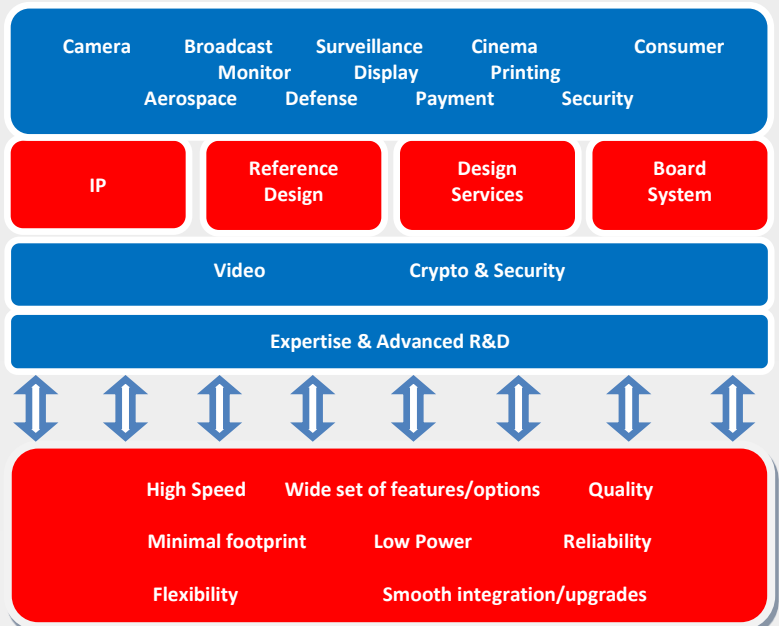 Camera Broadcast Surveillance Cinema Consumer
Monitor Display Printing
Aerospace Defense Payment Security
IP
Reference
Design
Design
Services
Board
System
Video Crypto & Security
Expertise & Advanced R&D
High Speed Wide set of features/options Quality
Minimal footprint Low Power Reliability
Flexibility Smooth integration/upgrades